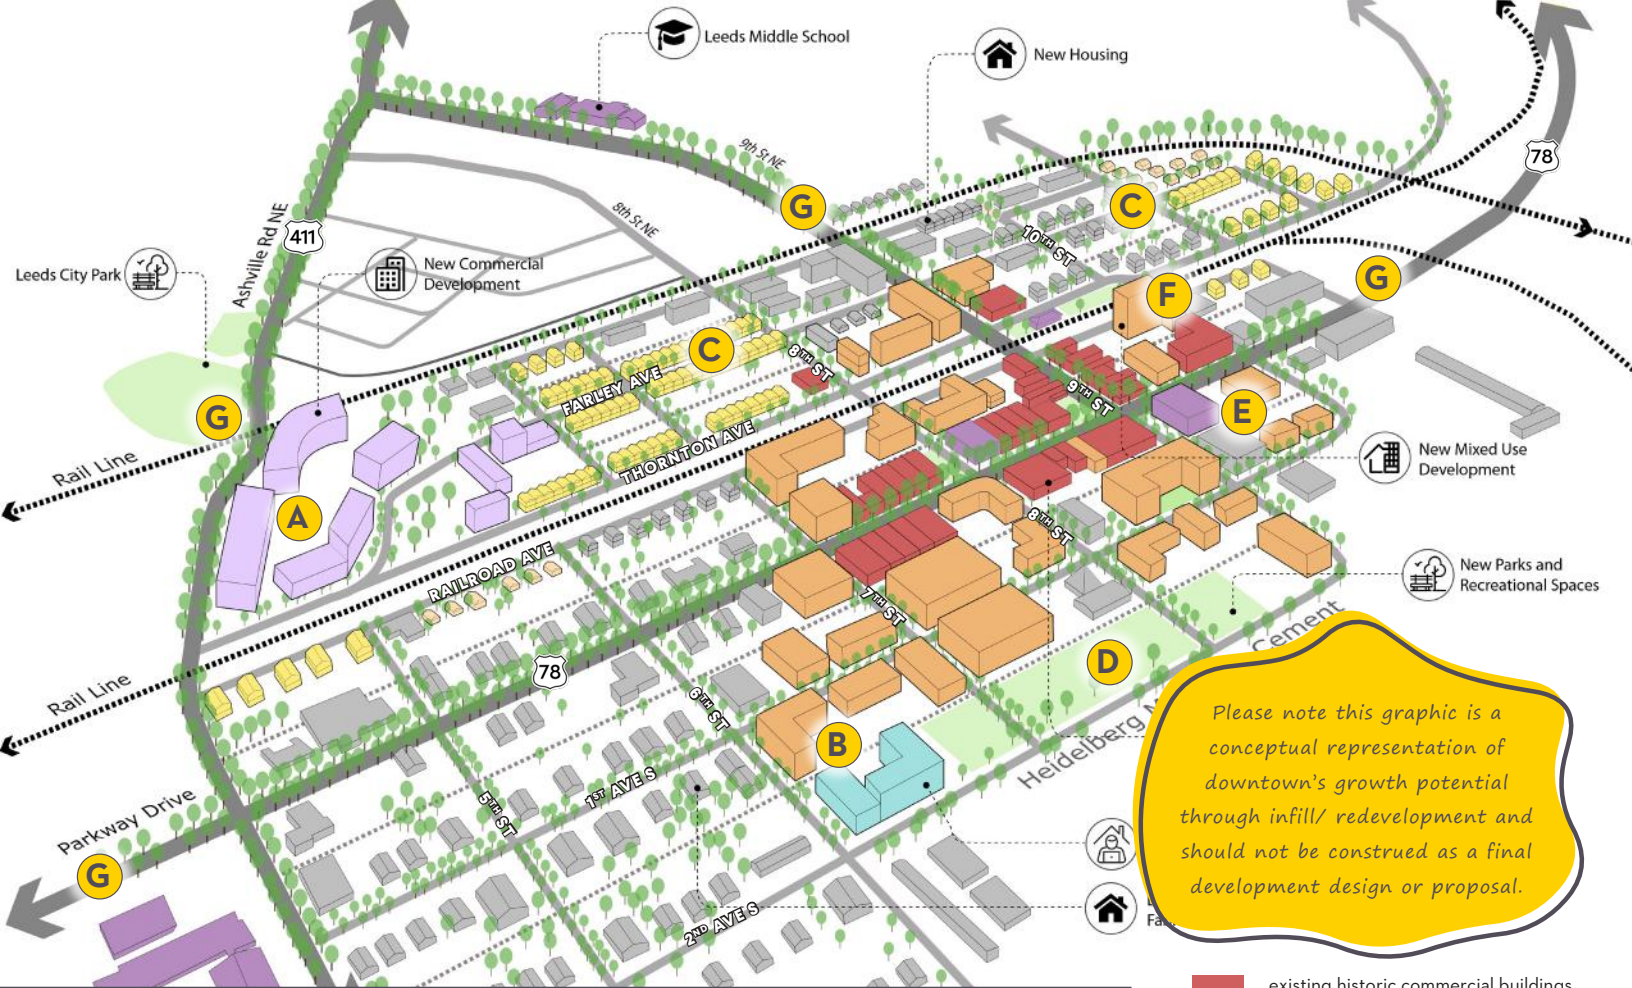 Leeds Middle School
New Housing
9th St NE
78
G
C
8th St NE
Ashville Rd NE
411
10TH ST
Leeds City Park
New Commercial
Development
G
F
C
8TH ST
FARLEY AVE
9TH ST
E
G
THORNTON AVE
Rail Line
New Mixed Use
Development
A
8TH ST
RAILROAD AVE
New Parks and
Recreational Spaces
7TH ST
Cement
D
78
Rail Line
6TH ST
B
Heidelberg
Please note this graphic is a
conceptual representation of
downtown's growth potential
through infill/ redevelopment and
should not be construed as a final
development design or proposal.
1ST AVE S
5TH ST
Parkway Drive
G
2ND AVE S
existing historic commercial buildings